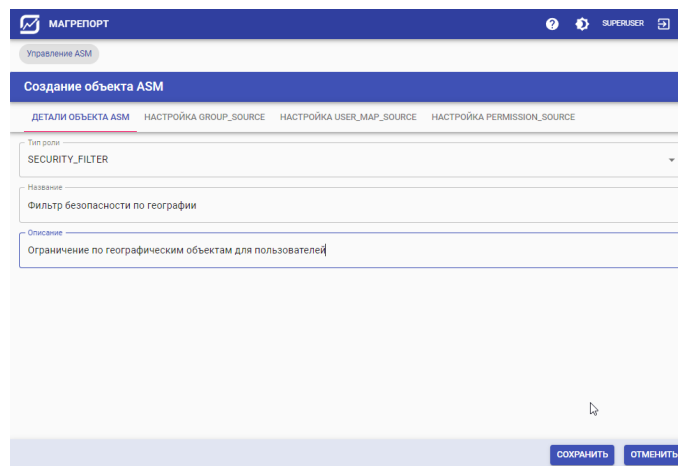 МАГРЕПОРТ
SUPERUSER
Управление ASM
Создание объекта ASM
ДЕТАЛИ ОБЪЕКТА ASM НАСТРОЙКА GROUP_SOURCE НАСТРОЙКА USER_MAP_SOURCE НАСТРОЙКА PERMISSION_SOURCE
Тип роли
SECURITY_FILTER
Название
Фильтр безопасности по географии
Описание
Ограничение по географическим объектам для пользователей
СОХРАНИТЬ ОТМЕНИТЬ